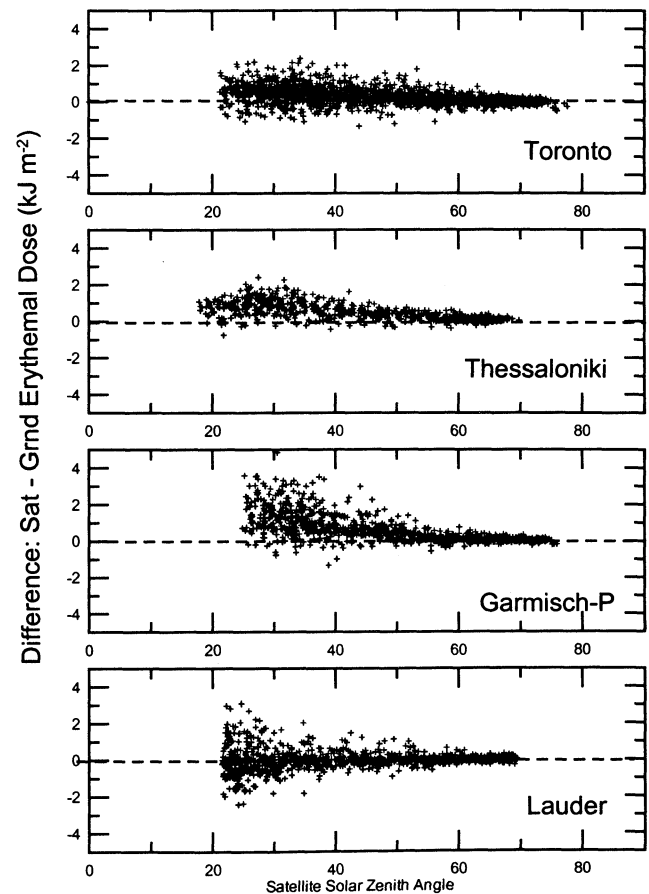 Difference: Sat - Grnd Erythemal Dose (kJ m-2)
4
2
0
-2
-4
Toronto
0 20 40 60 80
4
2
0
-2
-4
Thessaloniki
0 20 40 60 80
4
2
0
-2
-4
Garmisch-P
0 20 40 60 80
4
2
0
-2
-4
Lauder
0 20 40 60 80
Satellite Solar Zenith Angle